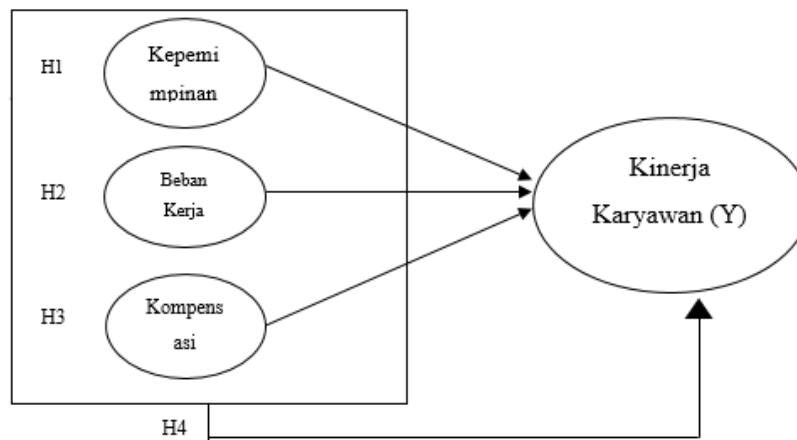 H1
Kepemi
mpinan
H2
Beban
Kerja
H3
Kompens
asi
Kinerja
Karyawan (Y)
H4